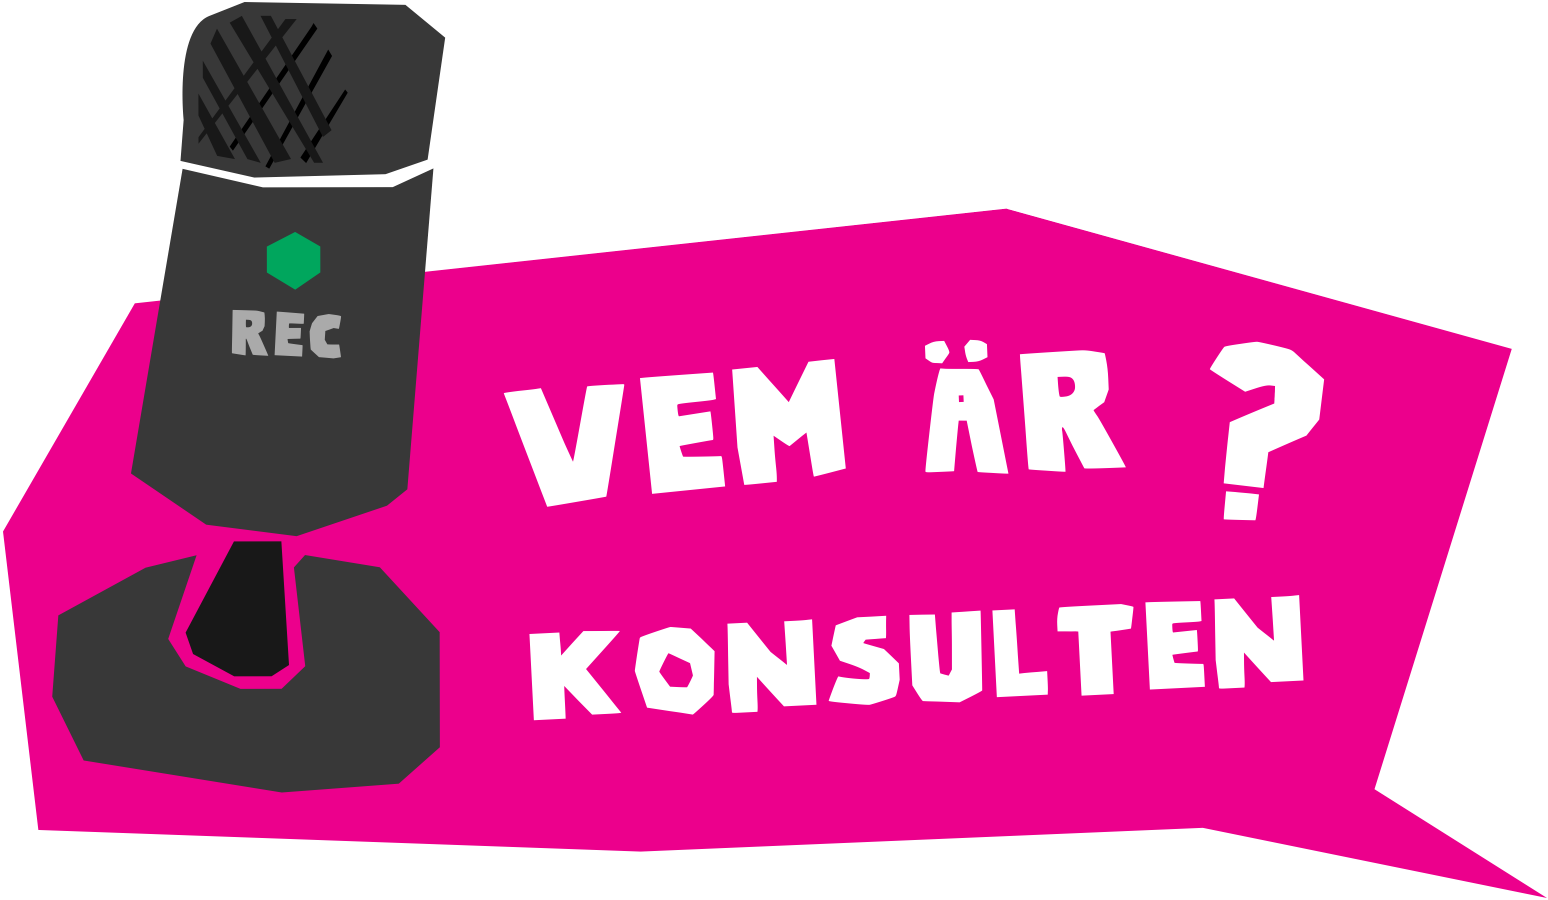 REC
VEM ÄR ?
KONSULTEN